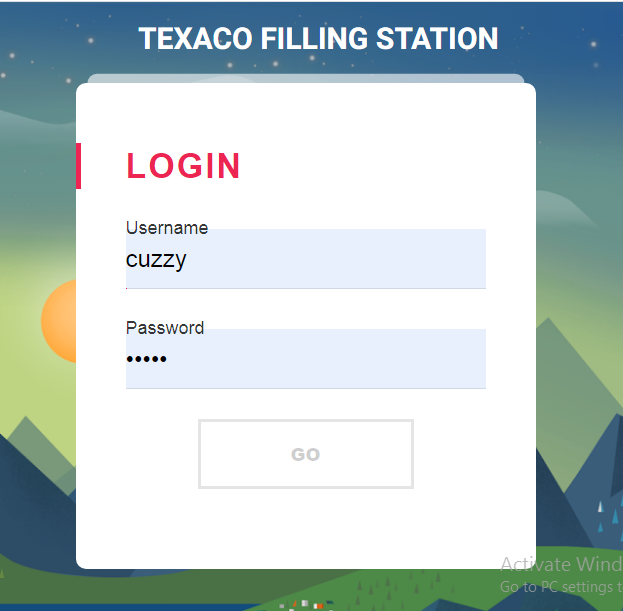 TEXACO FILLING STATION
LOGIN
Username
cuzzy
Password
•••••
GO
Activate Wind
Go to PC settings t